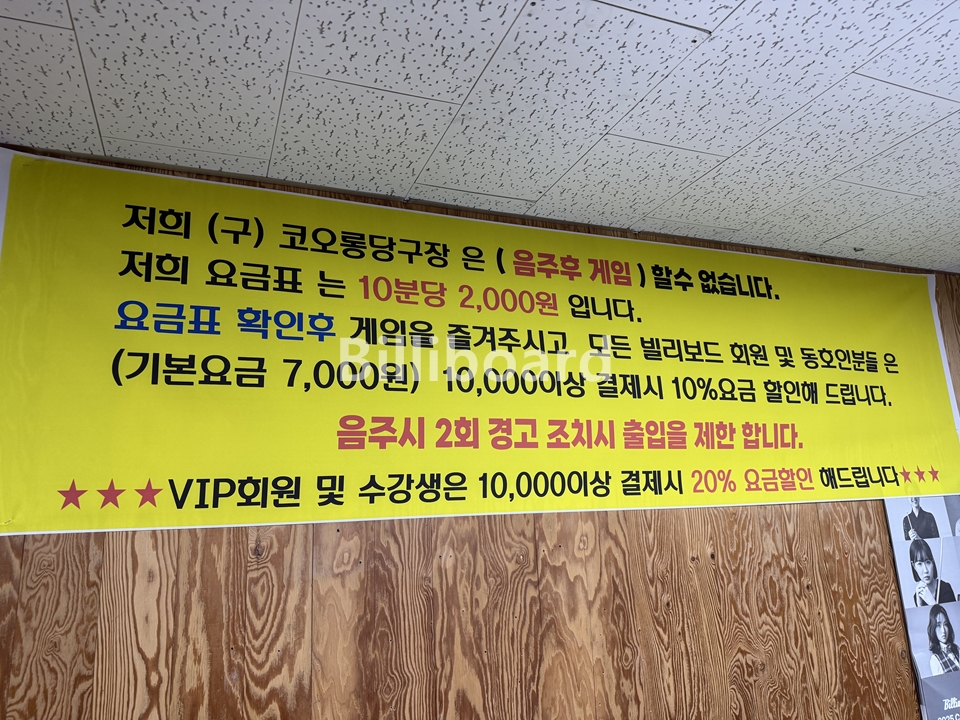 저희 (구) 코오롱당구장 은 ( 음주후 게임 ) 할수 없습니다.
저희 요금표 는 10분당 2,000원 입니다.
요금표 확인후 게임을 즐겨주시고, 모든 빌리보드 회원 및 동호인분들 은
(기본요금 7,000원) 10,000이상 결제시 10%요금 할인해 드립니다.
음주시 2회 경고 조치시 출입을 제한 합니다.
★★★VIP회원 및 수강생은 10,000이상 결제시 20% 요금할인 해드립니다★★★
Billiboard